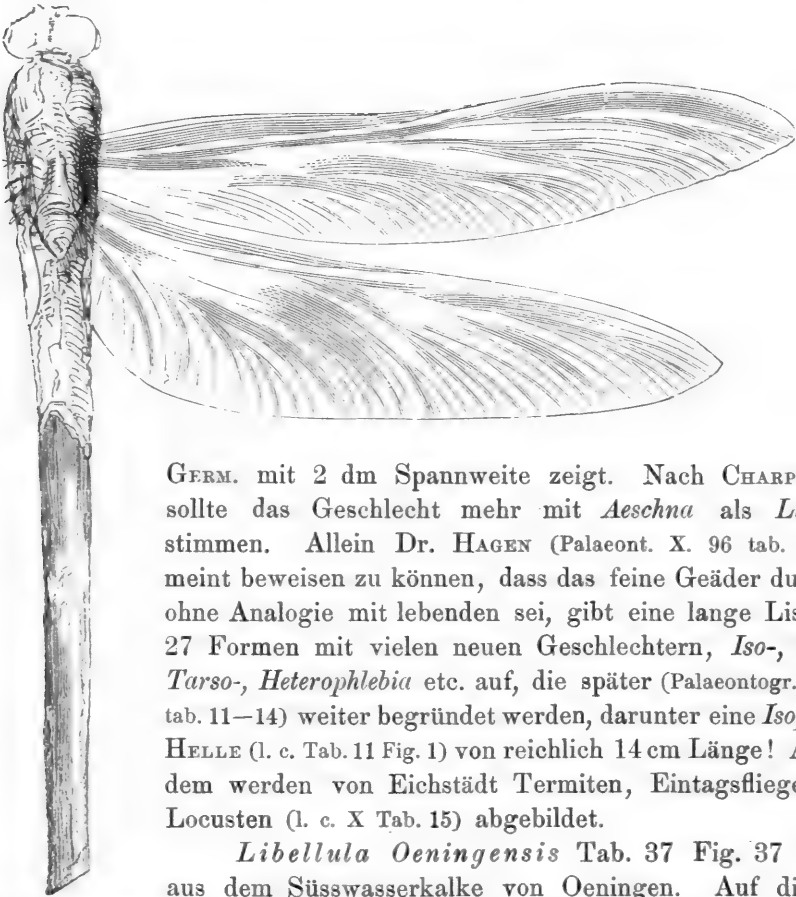 GERM. mit 2 dm Spannweite zeigt. Nach CHARP
sollte das Geschlecht mehr mit Aeschna als
stimmen. Allein Dr. HAGEN (Palaeont. X. 96 tab.
meint beweisen zu können, dass das feine Geäder du
ohne Analogie mit lebenden sei, gibt eine lange Lis
27 Formen mit vielen neuen Geschlechtern, Iso-,
Tarso-, Heterophlebia etc. auf, die später (Palaeontogr.
tab. 11—14) weiter begründet werden, darunter eine Iso
HELLE (l. c. Tab. 11 Fig. 1) von reichlich 14 cm Länge!
dem werden von Eichstädt Termiten, Eintagsfliege
Locusten (l. c. X Tab. 15) abgebildet.
Libellula Oeningensis Tab. 37 Fig. 37
aus dem Süsswasserkalke von Oeningen. Auf di